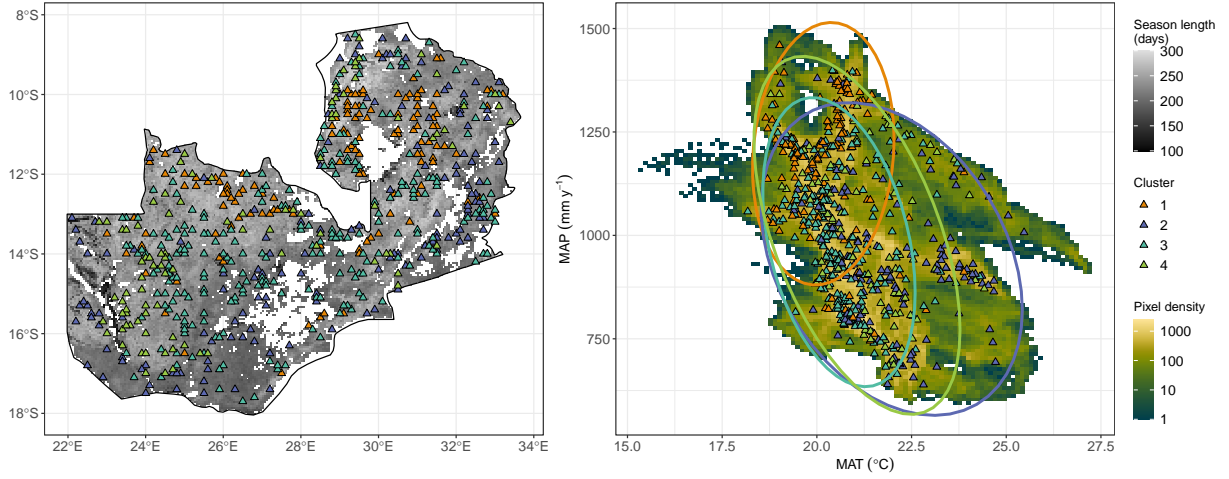 8°S
10°S
12°S
14°S
16°S
18°S
22°E 24°E 26°E 28°E 30°E 32°E 34°E
MAP (mm y⁻¹)
1500
1250
1000
750
15.0 17.5 20.0 22.5 25.0 27.5
MAT (°C)
Season length
(days)
300
250
200
150
100
Cluster
1
2
3
4
Pixel density
1000
100
10
1